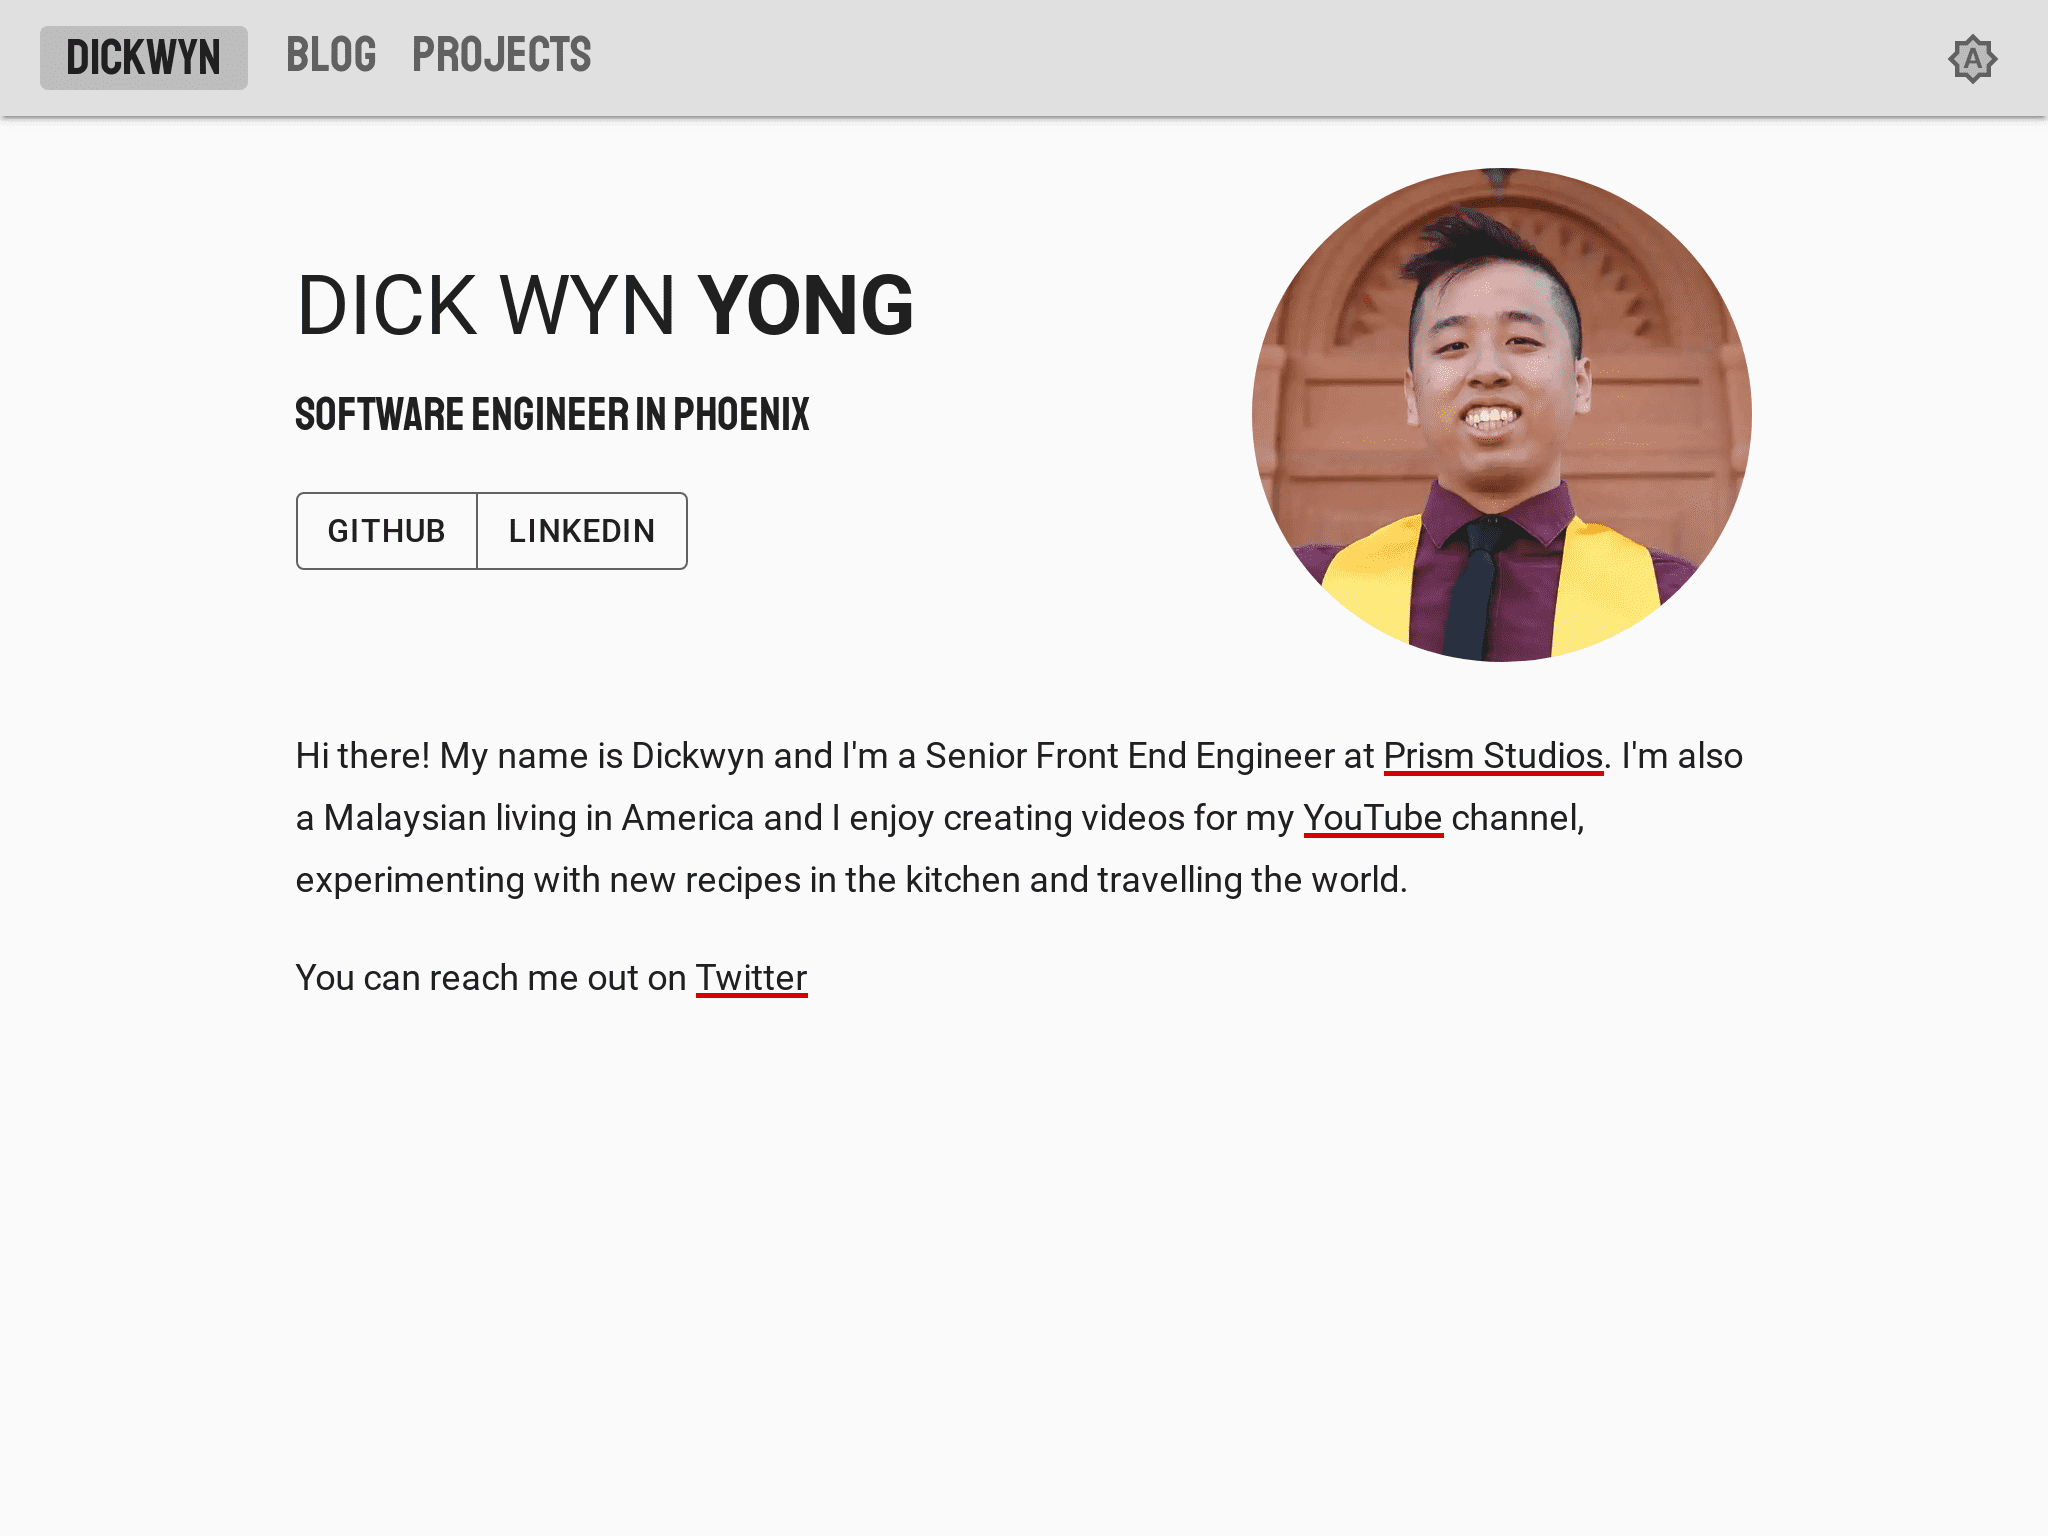 DICKWYN BLOG PROJECTS A
DICK WYN YONG
SOFTWARE ENGINEER IN PHOENIX
GITHUB LINKEDIN
Hi there! My name is Dickwyn and I'm a Senior Front End Engineer at Prism Studios. I'm also
a Malaysian living in America and I enjoy creating videos for my YouTube channel,
experimenting with new recipes in the kitchen and travelling the world.
You can reach me out on Twitter